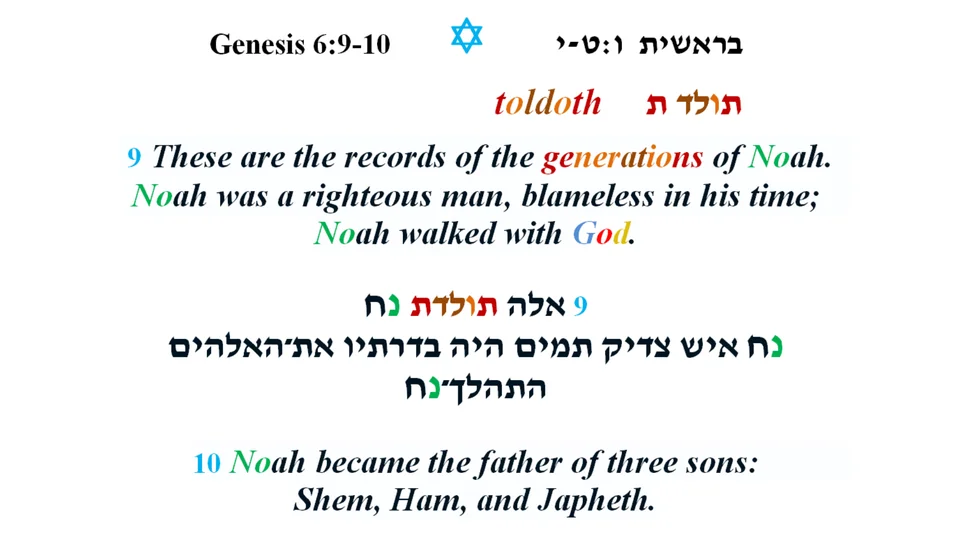 Genesis 6:9-10 ✡ בראשית ו:ט-י
toldoth תולד ת
9 These are the records of the generations of Noah.
Noah was a righteous man, blameless in his time;
Noah walked with God.
9 אלה תולדת נח
נח איש צדיק תמים היה בדרתיו את־האלהים
התהלך־נח
10 Noah became the father of three sons:
Shem, Ham, and Japheth.